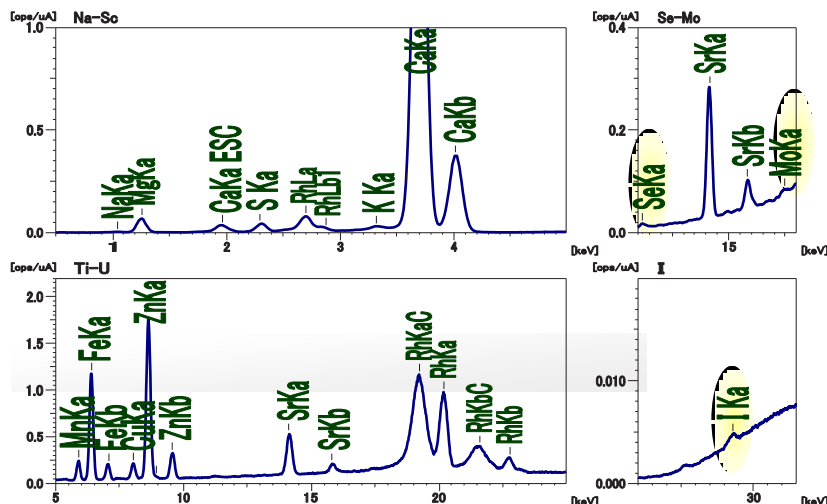 [cps/uA] Na-Sc
1.0
0.5
0.0
NaKa
MgKa
CaKa ESC
S Ka
RhLa
RhLb1
K Ka
CaKa
CaKb
1 2 3 4
[keV]
[cps/uA] Se-Mo
0.4
0.2
0.0
SeKa
SrKa
SrKb
MoKa
15
[keV]
[cps/uA] Ti-U
2.0
1.5
1.0
0.5
0.0
MnKa
FeKa
FeKb
CuKa
ZnKa
ZnKb
SrKa
SrKb
RhKaC
RhKa
RhKbC
RhKb
5 10 15 20
[keV]
[cps/uA] I
0.010
0.000
I Ka
30
[keV]